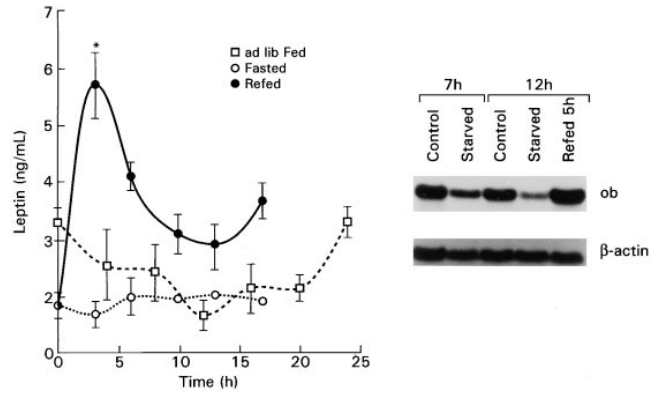 7
6
5
4
3
2
0
Leptin (ng/mL)
*
ad lib Fed
Fasted
Refed
0 5 10 15 20 25
Time (h)
7h 12h
Control
Starved
Control
Starved
Refed 5h
ob
β-actin